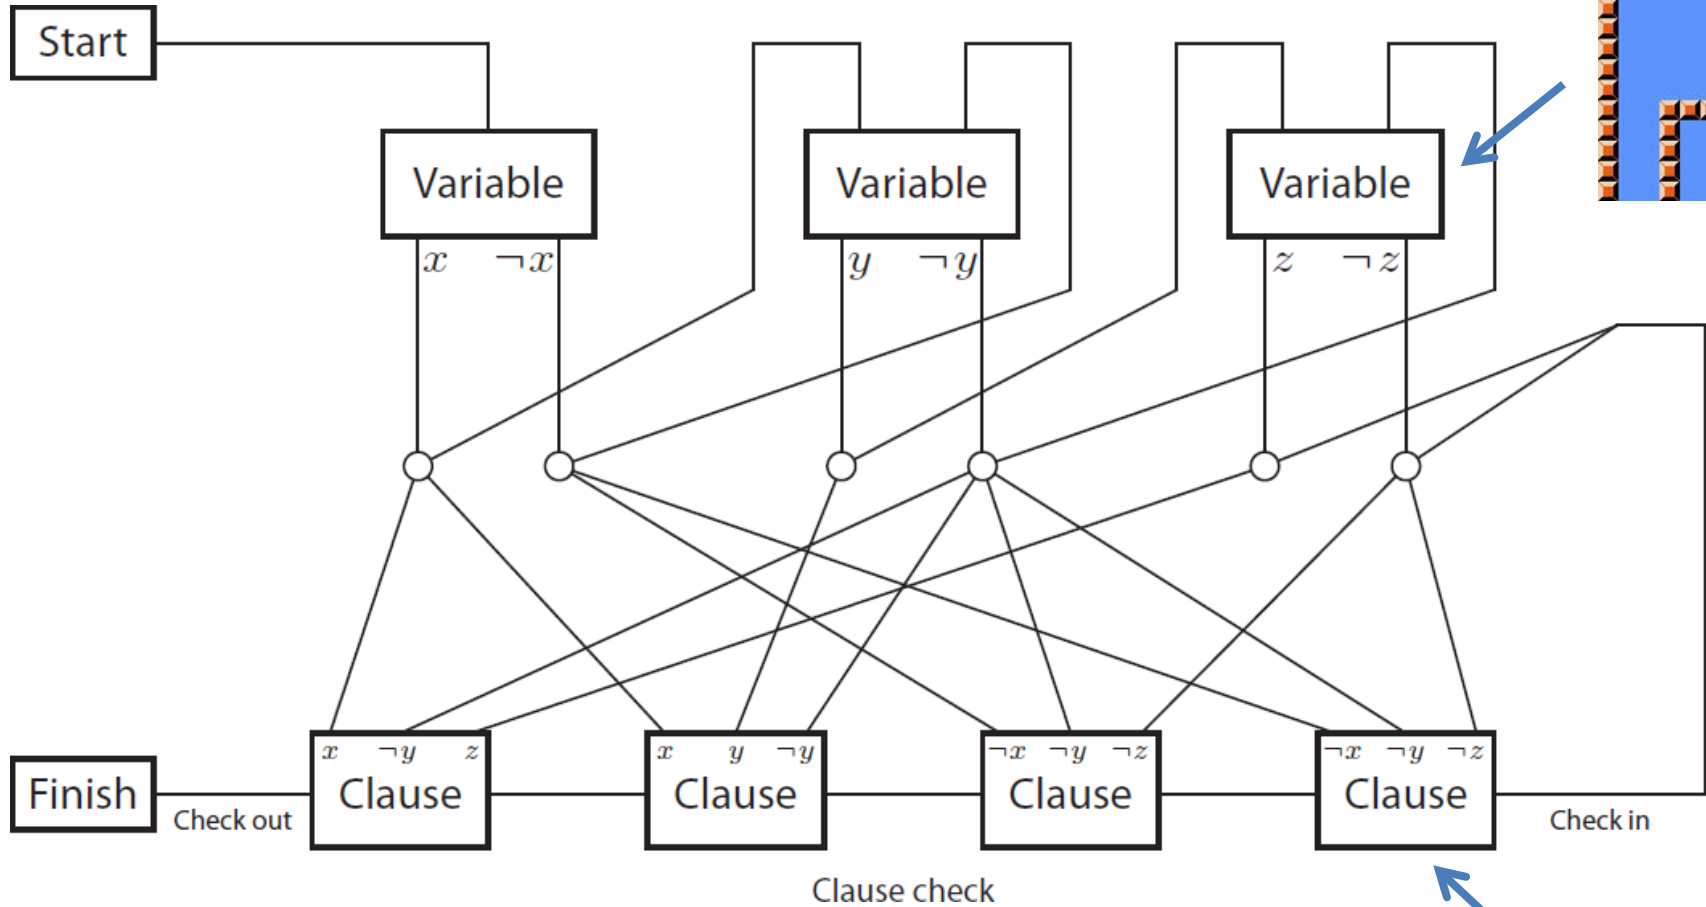 Start
Variable Variable Variable
x ¬x y ¬y z ¬z
x ¬y z x y ¬y ¬x ¬y ¬z ¬x ¬y ¬z
Finish Clause Clause Clause Clause
Check out Check in
Clause check